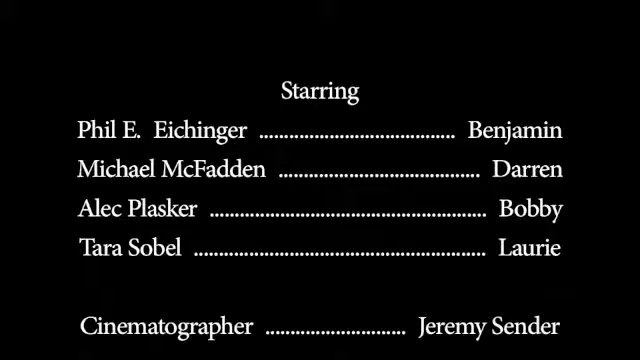 Starring
Phil E. Eichinger ....................................... Benjamin
Michael McFadden ........................................ Darren
Alec Plasker ....................................................... Bobby
Tara Sobel .......................................................... Laurie
Cinematographer ............................ Jeremy Sender